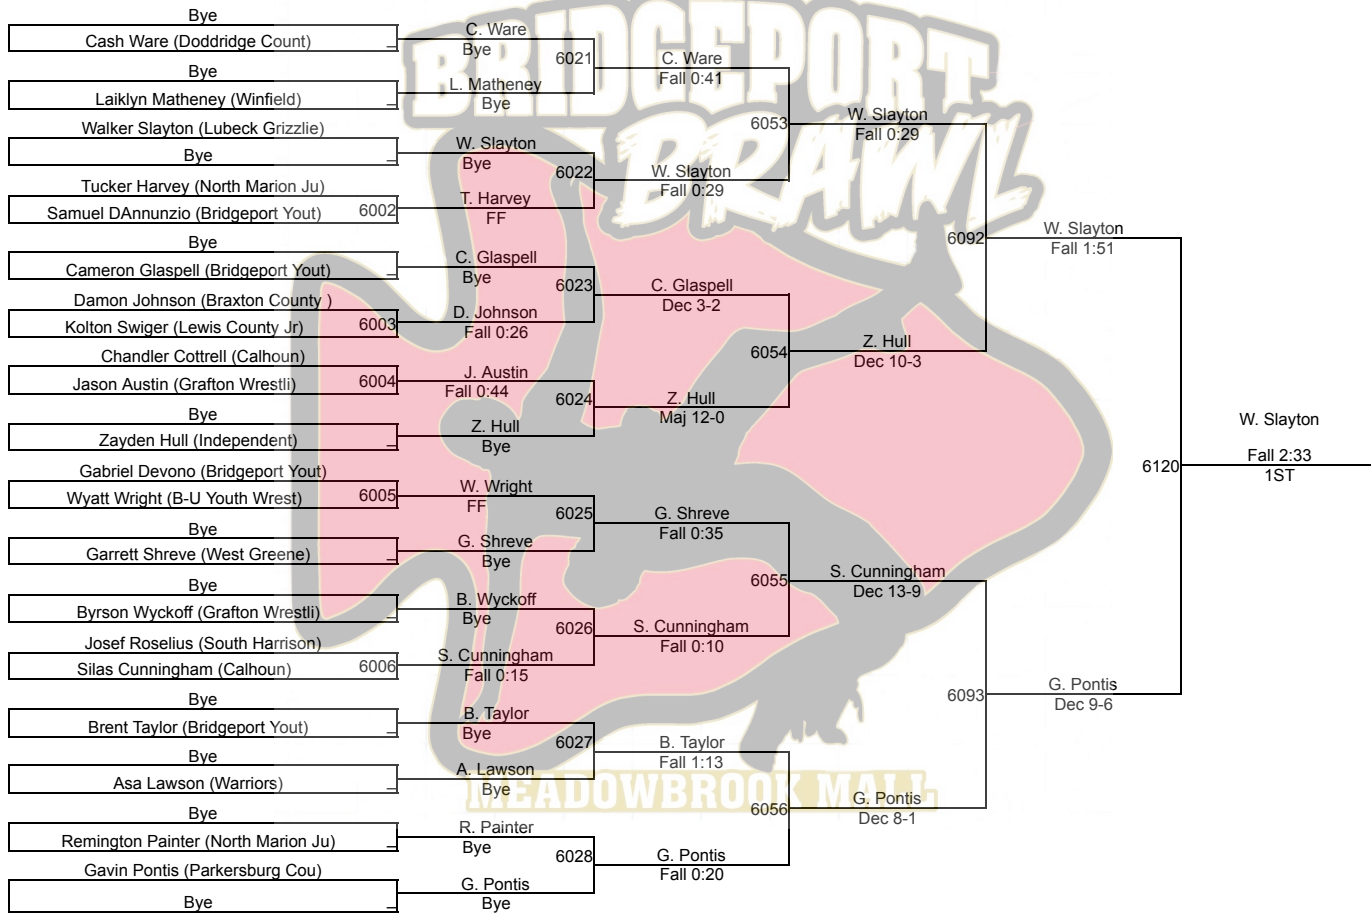 BRIDGEPORT
BRAWL
MEADOWBROOK MALL
Bye
Cash Ware (Doddridge Count)
Bye
Laiklyn Matheney (Winfield)
Walker Slayton (Lubeck Grizzlie)
Bye
Tucker Harvey (North Marion Ju)
Samuel DAnnunzio (Bridgeport Yout)
6002
Bye
Cameron Glaspell (Bridgeport Yout)
Damon Johnson (Braxton County )
Kolton Swiger (Lewis County Jr)
6003
Chandler Cottrell (Calhoun)
Jason Austin (Grafton Wrestli)
6004
Bye
Zayden Hull (Independent)
Gabriel Devono (Bridgeport Yout)
Wyatt Wright (B-U Youth Wrest)
6005
Bye
Garrett Shreve (West Greene)
Bye
Byrson Wyckoff (Grafton Wrestli)
Josef Roselius (South Harrison)
Silas Cunningham (Calhoun)
6006
Bye
Brent Taylor (Bridgeport Yout)
Bye
Asa Lawson (Warriors)
Bye
Remington Painter (North Marion Ju)
Gavin Pontis (Parkersburg Cou)
Bye
C. Ware
Bye
6021
L. Matheney
Bye
W. Slayton
Bye
6022
T. Harvey
FF
C. Glaspell
Bye
6023
D. Johnson
Fall 0:26
J. Austin
Fall 0:44
6024
Z. Hull
Bye
W. Wright
FF
6025
G. Shreve
Bye
B. Wyckoff
Bye
6026
S. Cunningham
Fall 0:15
B. Taylor
Bye
6027
A. Lawson
Bye
R. Painter
Bye
6028
G. Pontis
Bye
C. Ware
Fall 0:41
6053
W. Slayton
Fall 0:29
C. Glaspell
Dec 3-2
6054
Z. Hull
Maj 12-0
G. Shreve
Fall 0:35
6055
S. Cunningham
Fall 0:10
B. Taylor
Fall 1:13
6056
G. Pontis
Fall 0:20
W. Slayton
Fall 0:29
6092
Z. Hull
Dec 10-3
S. Cunningham
Dec 13-9
6093
G. Pontis
Dec 8-1
W. Slayton
Fall 1:51
6120
G. Pontis
Dec 9-6
W. Slayton
Fall 2:33
1ST